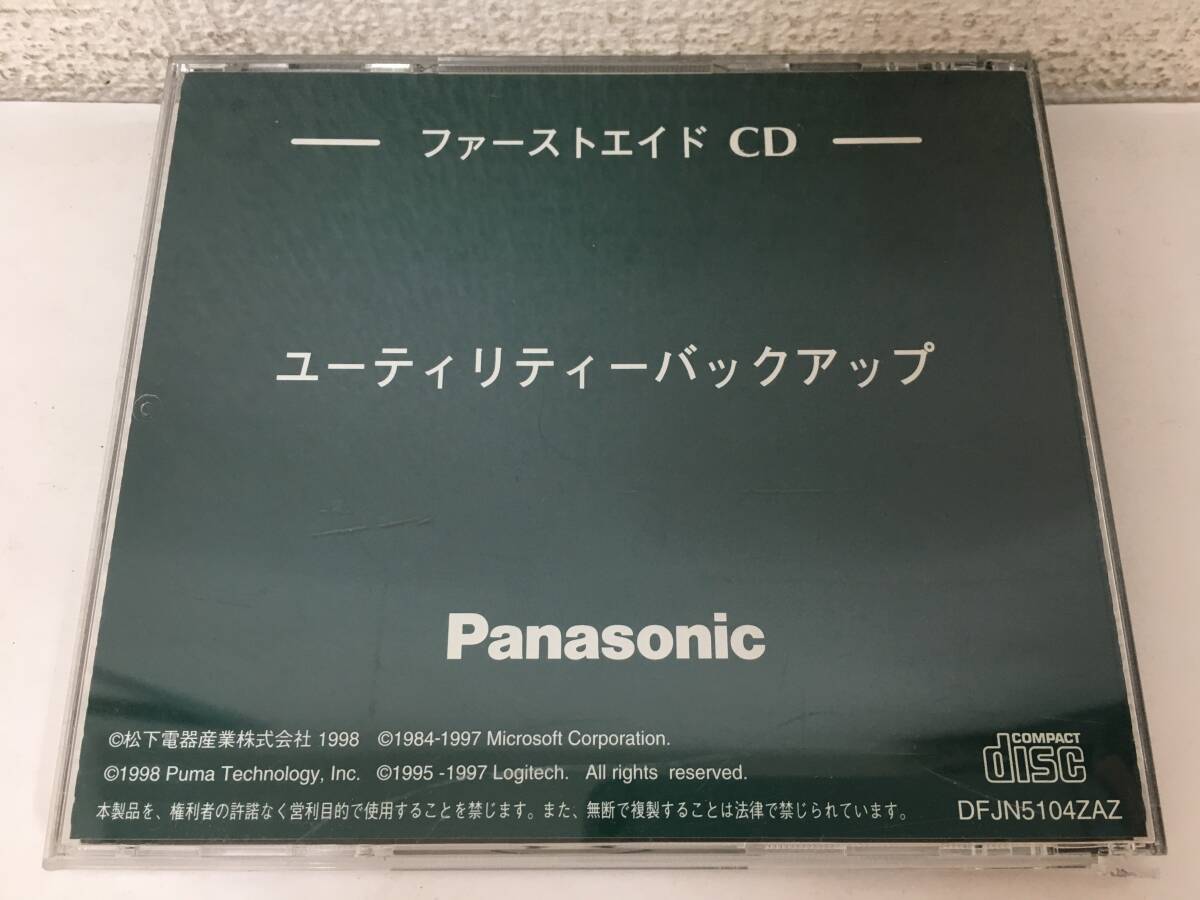 ファーストエイド CD
ユーティリティーバックアップ
Panasonic
©松下電器産業株式会社 1998 ©1984-1997 Microsoft Corporation.
©1998 Puma Technology, Inc. ©1995 -1997 Logitech. All rights reserved.
本製品を、権利者の許諾なく営利目的で使用することを禁じます。また、無断で複製することは法律で禁じられています。
COMPACT
disc
DFJN5104ZAZ